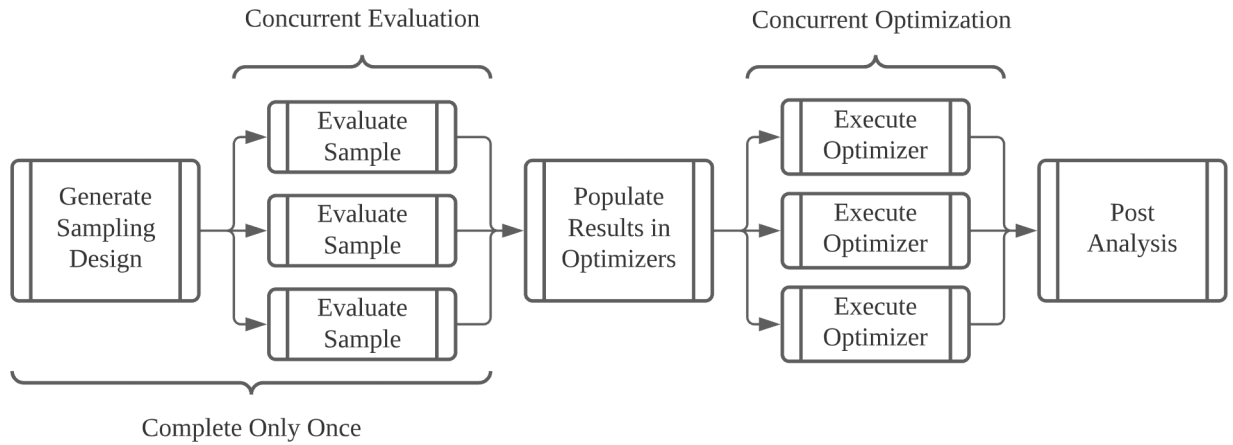 Concurrent Evaluation
Concurrent Optimization
Generate
Sampling
Design
Evaluate
Sample
Evaluate
Sample
Evaluate
Sample
Populate
Results in
Optimizers
Execute
Optimizer
Execute
Optimizer
Execute
Optimizer
Post
Analysis
Complete Only Once